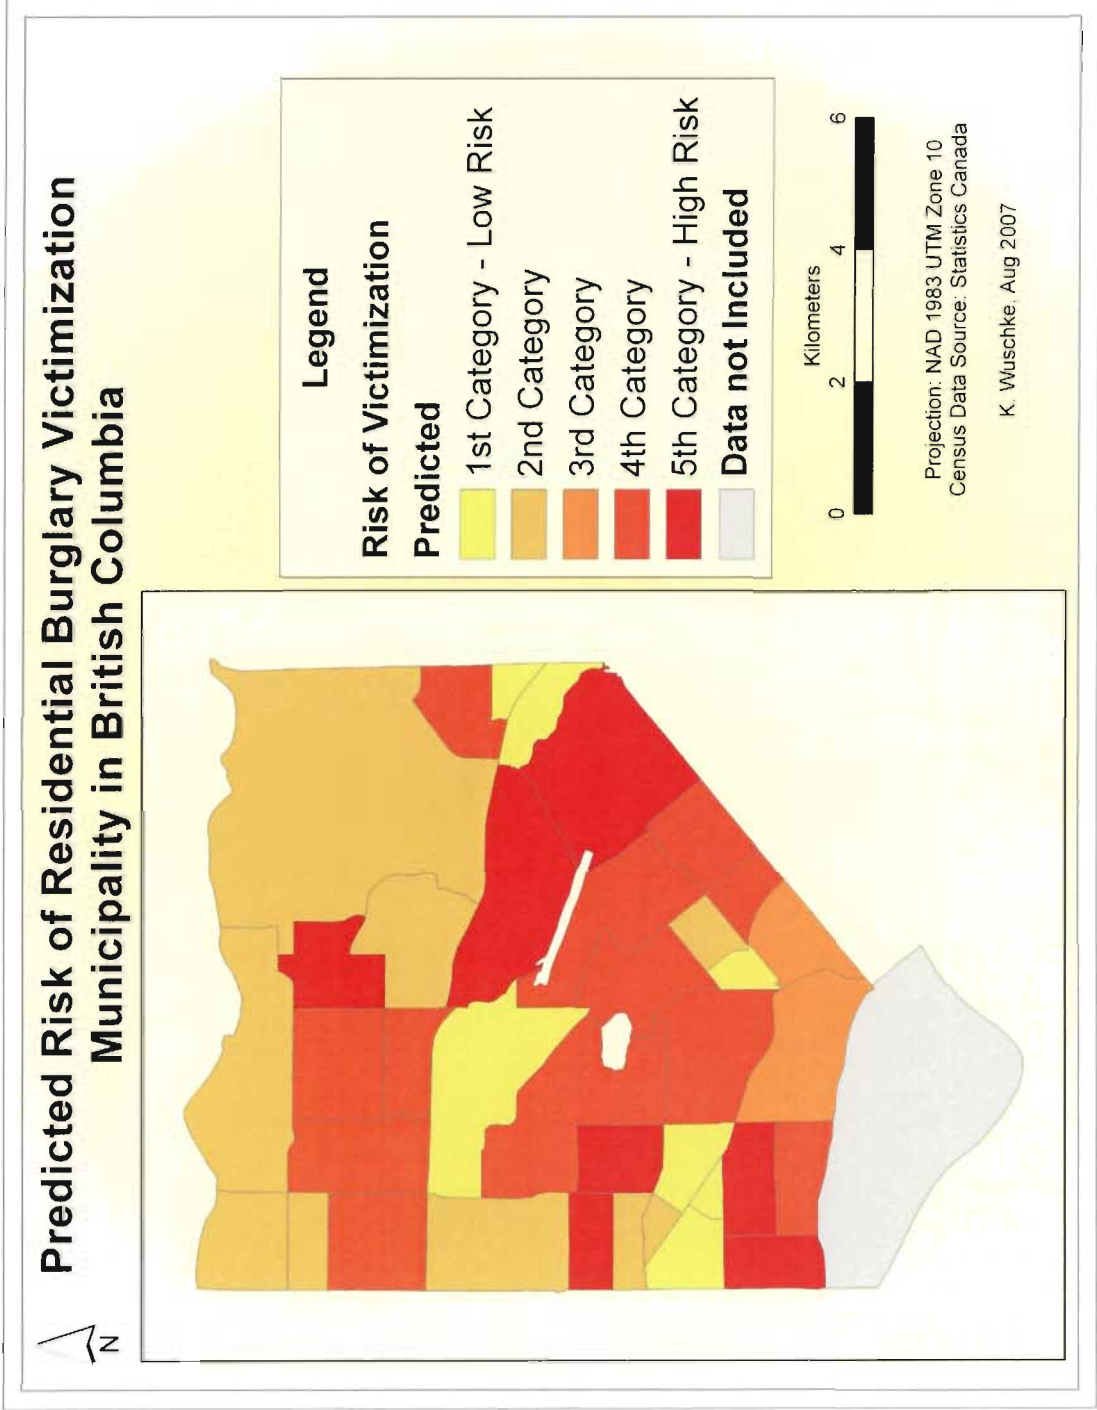 Predicted Risk of Residential Burglary Victimization
Municipality in British Columbia
N
Legend
Risk of Victimization
Predicted
1st Category - Low Risk
2nd Category
3rd Category
4th Category
5th Category - High Risk
Data not Included
Kilometers
0 2 4 6
Projection: NAD 1983 UTM Zone 10
Census Data Source: Statistics Canada
K. Wuschke, Aug 2007